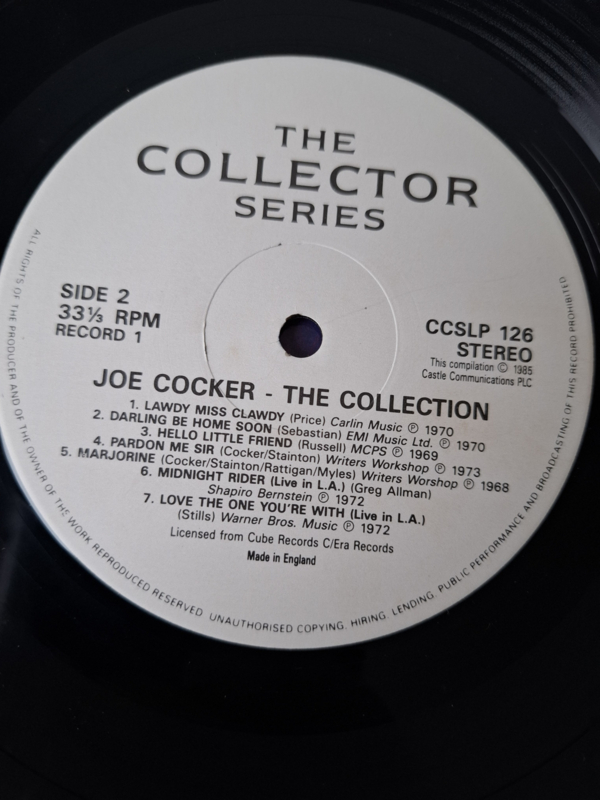 THE
COLLECTOR
SERIES
SIDE 2
33⅓ RPM
RECORD 1
CCSLP 126
STEREO
This compilation © 1985
Castle Communications PLC
JOE COCKER - THE COLLECTION
1. LAWDY MISS CLAWDY (Price) Carlin Music ℗ 1970
2. DARLING BE HOME SOON (Sebastian) EMI Music Ltd. ℗ 1970
3. HELLO LITTLE FRIEND (Russell) MCPS ℗ 1969
4. PARDON ME SIR (Cocker/Stainton) Writers Workshop ℗ 1973
5. MARJORINE (Cocker/Stainton/Rattigan/Myles) Writers Worshop ℗ 1968
6. MIDNIGHT RIDER (Live in L.A.) (Greg Allman)
Shapiro Bernstein ℗ 1972
7. LOVE THE ONE YOU'RE WITH (Live in L.A.)
(Stills) Warner Bros. Music ℗ 1972
Licensed from Cube Records C/Era Records
Made in England
ALL RIGHTS OF THE PRODUCER AND OF THE OWNER OF THE WORK REPRODUCED RESERVED UNAUTHORISED COPYING, HIRING, LENDING, PUBLIC PERFORMANCE AND BROADCASTING OF THIS RECORD PROHIBITED